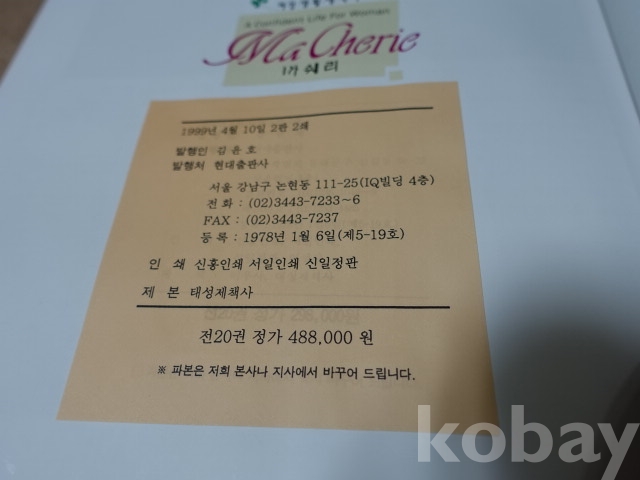 A Confident Life For Woman
Ma Cherie
마쉐리
1999년 4월 10일 2판 2쇄
발행인 김 윤 호
발행처 현대출판사
서울 강남구 논현동 111-25(IQ빌딩 4층)
전 화 : (02)3443-7233~6
FAX : (02)3443-7237
등 록 : 1978년 1월 6일(제5-19호)
인 쇄 신흥인쇄 서일인쇄 신일정판
제 본 태성제책사
전20권 정가 488,000 원
※ 파본은 저희 본사나 지사에서 바꾸어 드립니다.
kobay